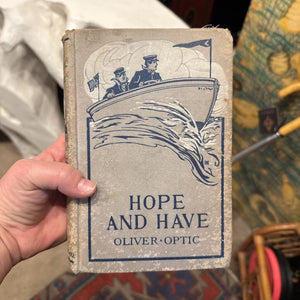 HOPE
AND HAVE
OLIVER · OPTIC